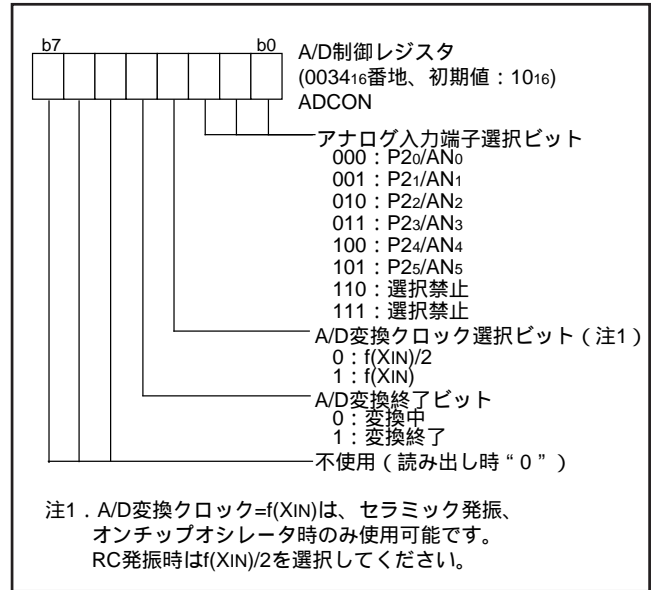 b7 b0
A/D制御レジスタ
(003416番地、初期値：1016)
ADCON
アナログ入力端子選択ビット
000：P20/AN0
001：P21/AN1
010：P22/AN2
011：P23/AN3
100：P24/AN4
101：P25/AN5
110：選択禁止
111：選択禁止
A/D変換クロック選択ビット（注1）
0：f(XIN)/2
1：f(XIN)
A/D変換終了ビット
0：変換中
1：変換終了
不使用（読み出し時“0”）
注1．A/D変換クロック=f(XIN)は、セラミック発振、
オンチップオシレータ時のみ使用可能です。
RC発振時はf(XIN)/2を選択してください。